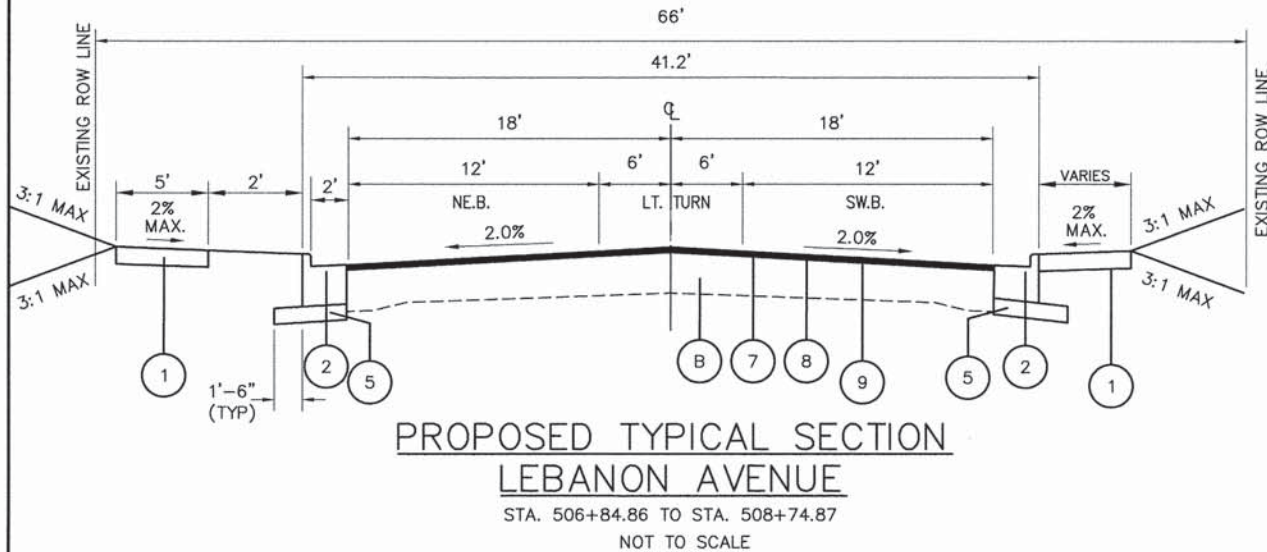 66'
EXISTING ROW LINE
EXISTING ROW LINE
41.2'
℄
18'
18'
5'
2'
2'
12'
6'
6'
12'
VARIES
3:1 MAX
2%
MAX.
NE.B.
LT. TURN
SW.B.
2%
MAX.
3:1 MAX
2.0%
2.0%
3:1 MAX
3:1 MAX
1
2
5
B
7
8
9
5
2
1
1'-6"
(TYP)
PROPOSED TYPICAL SECTION
LEBANON AVENUE
STA. 506+84.86 TO STA. 508+74.87
NOT TO SCALE